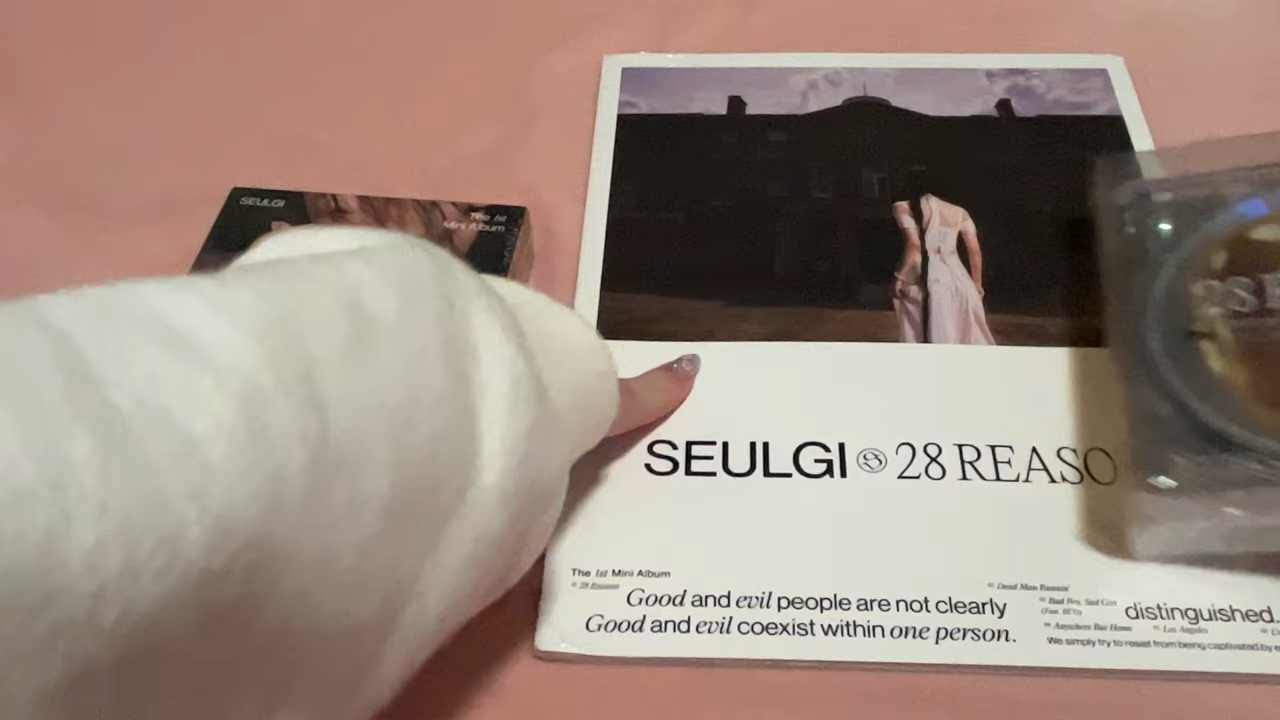 SEULGI
The 1st
Mini Album
SEULGI 28 REASO
The 1st Mini Album
28 Reasons
Good and evil people are not clearly distinguished.
Good and evil coexist within one person.
Dead Man Runnin'
Bad Boy, Sad Girl
(Feat. BE'O)
Anywhere But Home
Los Angeles
We simply try to resist from being captivated by e